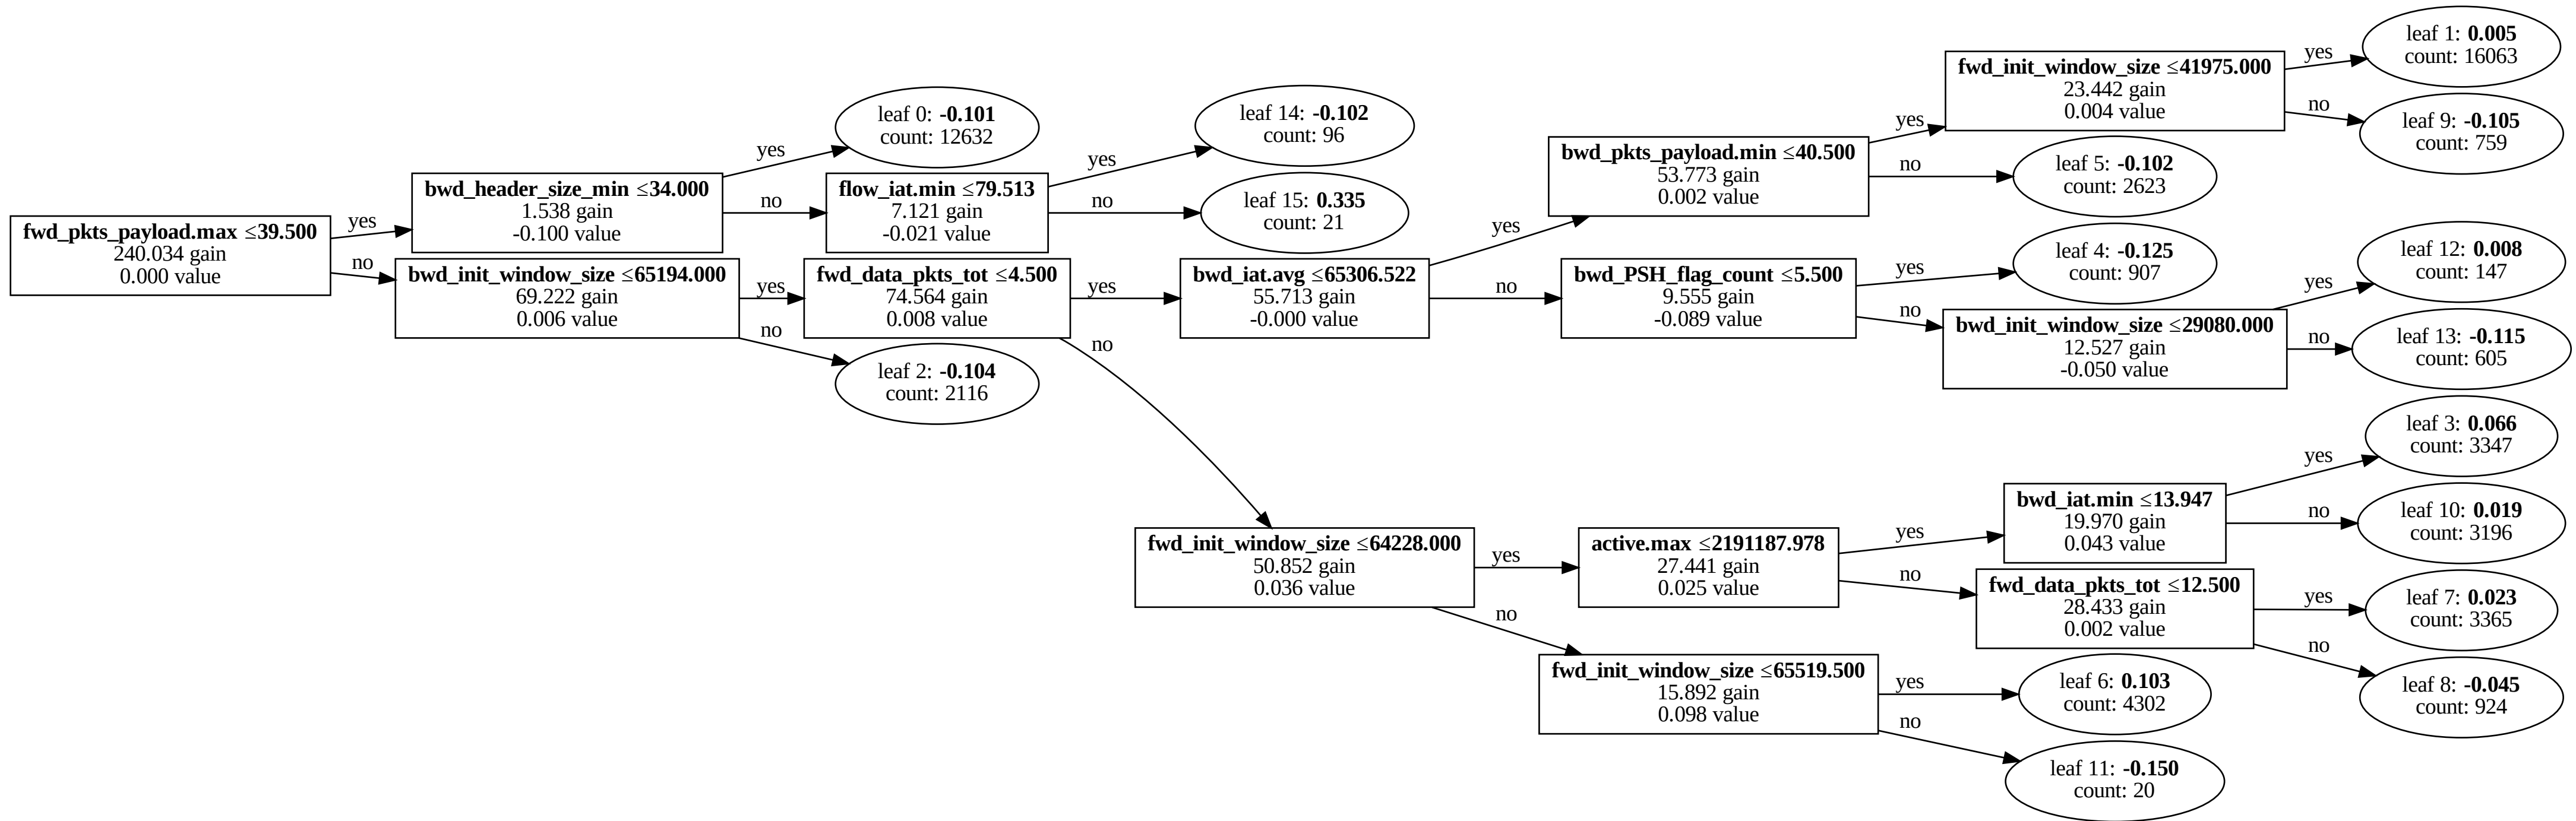 fwd_pkts_payload.max ≤39.500
240.034 gain
0.000 value
yes
no
bwd_header_size_min ≤34.000
1.538 gain
-0.100 value
bwd_init_window_size ≤65194.000
69.222 gain
0.006 value
yes
no
yes
no
leaf 0: -0.101
count: 12632
flow_iat.min ≤79.513
7.121 gain
-0.021 value
fwd_data_pkts_tot ≤4.500
74.564 gain
0.008 value
leaf 2: -0.104
count: 2116
yes
no
yes
no
leaf 14: -0.102
count: 96
leaf 15: 0.335
count: 21
bwd_iat.avg ≤65306.522
55.713 gain
-0.000 value
fwd_init_window_size ≤64228.000
50.852 gain
0.036 value
yes
no
yes
no
bwd_pkts_payload.min ≤40.500
53.773 gain
0.002 value
bwd_PSH_flag_count ≤5.500
9.555 gain
-0.089 value
active.max ≤2191187.978
27.441 gain
0.025 value
fwd_init_window_size ≤65519.500
15.892 gain
0.098 value
yes
no
yes
no
yes
no
yes
no
fwd_init_window_size ≤41975.000
23.442 gain
0.004 value
leaf 5: -0.102
count: 2623
leaf 4: -0.125
count: 907
bwd_init_window_size ≤29080.000
12.527 gain
-0.050 value
bwd_iat.min ≤13.947
19.970 gain
0.043 value
fwd_data_pkts_tot ≤12.500
28.433 gain
0.002 value
leaf 6: 0.103
count: 4302
leaf 11: -0.150
count: 20
yes
no
yes
no
yes
no
yes
no
leaf 1: 0.005
count: 16063
leaf 9: -0.105
count: 759
leaf 12: 0.008
count: 147
leaf 13: -0.115
count: 605
leaf 3: 0.066
count: 3347
leaf 10: 0.019
count: 3196
leaf 7: 0.023
count: 3365
leaf 8: -0.045
count: 924